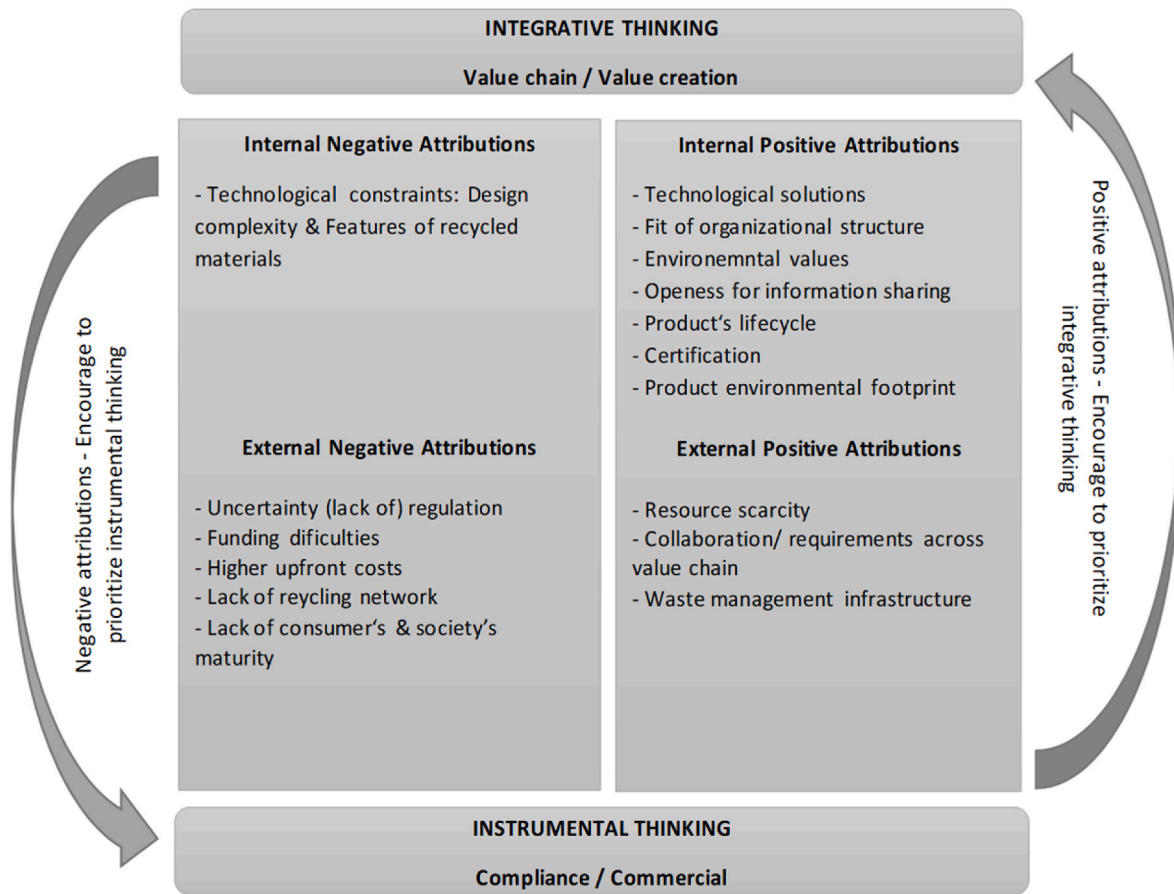 INTEGRATIVE THINKING
Value chain / Value creation
Negative attributions - Encourage to
prioritize instrumental thinking
Internal Negative Attributions
- Technological constraints: Design
complexity & Features of recycled
materials
External Negative Attributions
- Uncertainty (lack of) regulation
- Funding dificulties
- Higher upfront costs
- Lack of reycling network
- Lack of consumer‘s & society’s
maturity
Internal Positive Attributions
- Technological solutions
- Fit of organizational structure
- Environemntal values
- Openess for information sharing
- Product‘s lifecycle
- Certification
- Product environmental footprint
External Positive Attributions
- Resource scarcity
- Collaboration/ requirements across
value chain
- Waste management infrastructure
Positive attributions - Encourage to prioritize
integrative thinking
INSTRUMENTAL THINKING
Compliance / Commercial